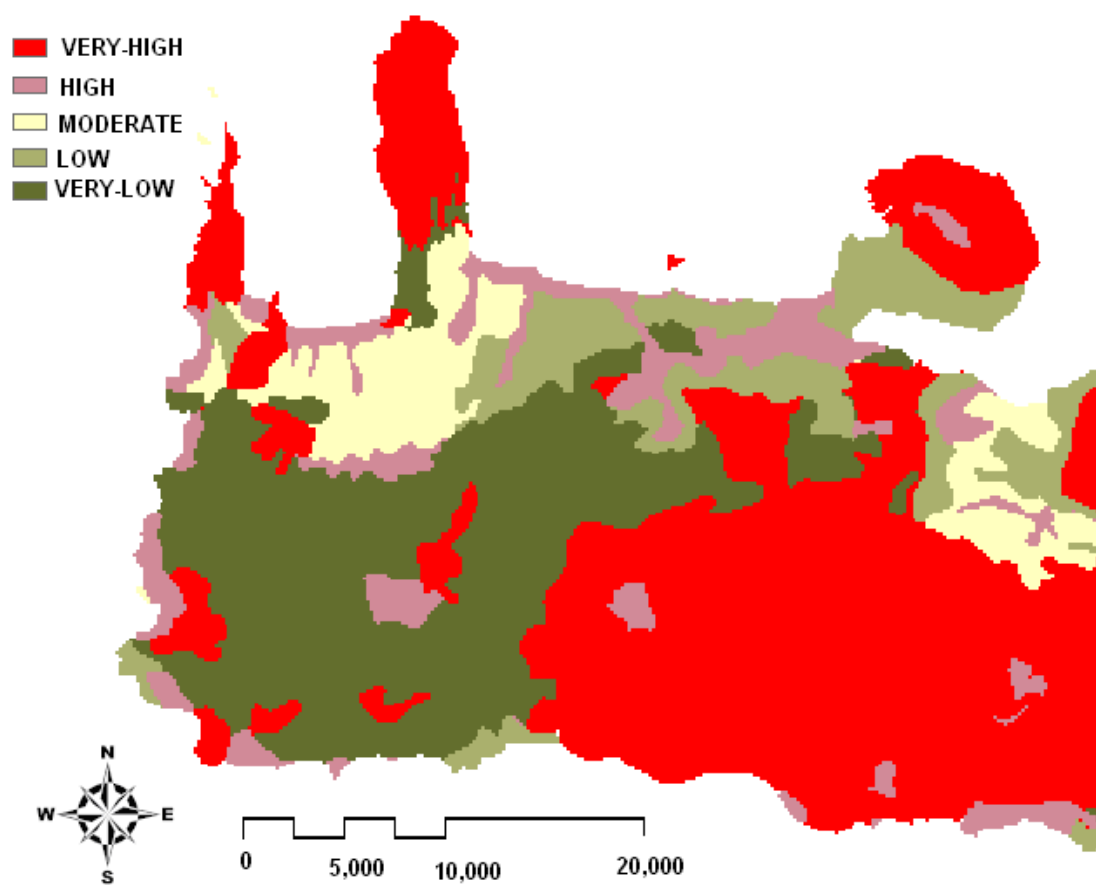 VERY-HIGH
HIGH
MODERATE
LOW
VERY-LOW
N
W E
S
0 5,000 10,000 20,000